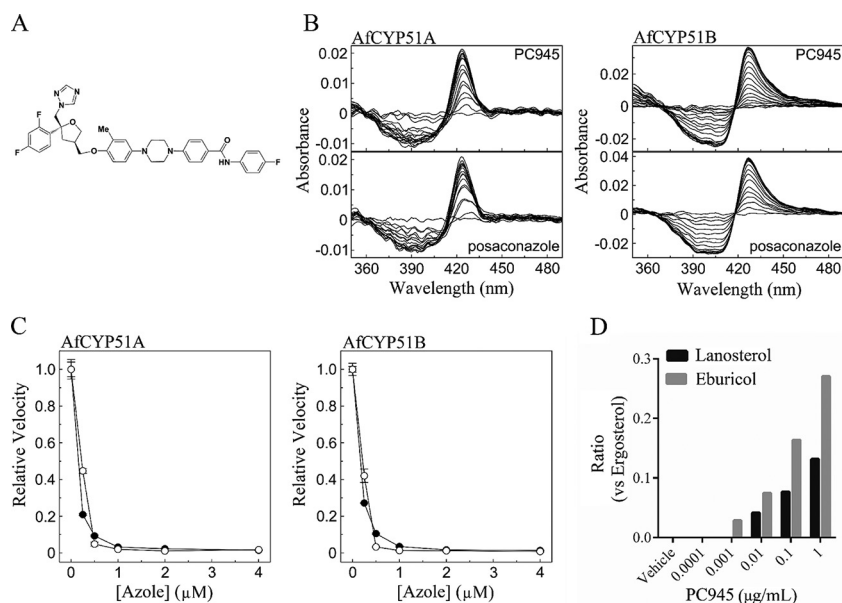 A
B
AfCYP51A
AfCYP51B
N
N
N
F
F
O
Me
O
N
N
O
HN
F
Absorbance
0.02
0.01
0
-0.01
PC945
0.02
0.01
0
-0.01
posaconazole
360 390 420 450 480
Wavelength (nm)
Absorbance
0.02
0
-0.02
PC945
0.04
0.02
0
-0.02
posaconazole
360 390 420 450 480
Wavelength (nm)
C
AfCYP51A
Relative Velocity
1.0
0.8
0.6
0.4
0.2
0
0 1 2 3 4
[Azole] (µM)
AfCYP51B
Relative Velocity
1.0
0.8
0.6
0.4
0.2
0
0 1 2 3 4
[Azole] (µM)
D
Lanosterol
Eburicol
Ratio
(vs Ergosterol)
0.3
0.2
0.1
0.0
Vehicle 0.0001 0.001 0.01 0.1 1
PC945 (µg/mL)